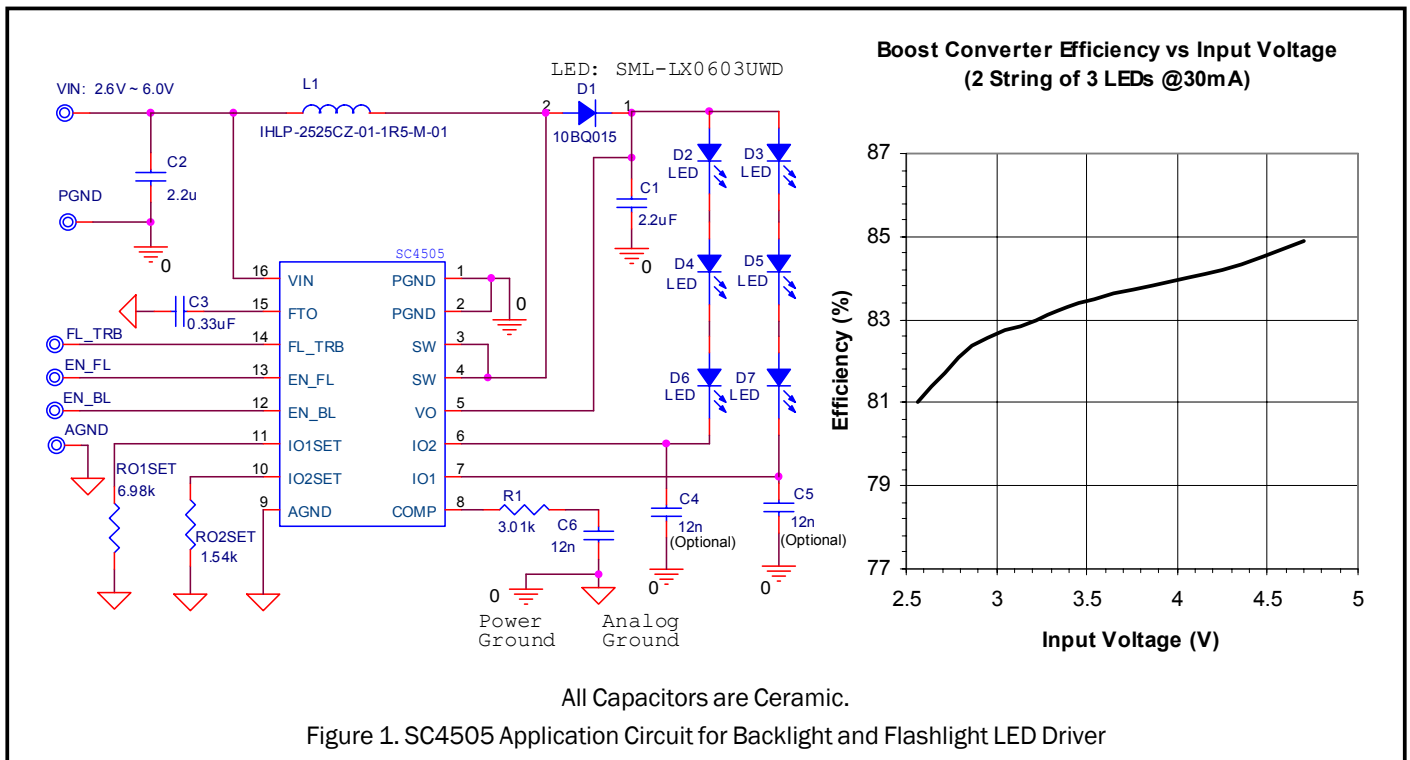 LED: SML-LX0603UWD
VIN: 2.6V ~ 6.0V
L1
IHLP-2525CZ-01-1R5-M-01
2
D1
1
10BQ015
C2
2.2u
PGND
0
C1
2.2uF
0
D2
LED
D3
LED
D4
LED
D5
LED
D6
LED
D7
LED
SC4505
16
VIN
PGND
1
15
FTO
PGND
2
0
C3
0.33uF
FL_TRB
14
FL_TRB
SW
3
EN_FL
13
EN_FL
SW
4
EN_BL
12
EN_BL
VO
5
AGND
11
IO1SET
IO2
6
10
IO2SET
IO1
7
9
AGND
COMP
8
RO1SET
6.98k
RO2SET
1.54k
R1
3.01k
C6
12n
C4
12n
(Optional)
0
C5
12n
(Optional)
0
0
Power
Ground
Analog
Ground
Boost Converter Efficiency vs Input Voltage
(2 String of 3 LEDs @30mA)
Efficiency (%)
87
85
83
81
79
77
2.5 3 3.5 4 4.5 5
Input Voltage (V)
All Capacitors are Ceramic.
Figure 1. SC4505 Application Circuit for Backlight and Flashlight LED Driver